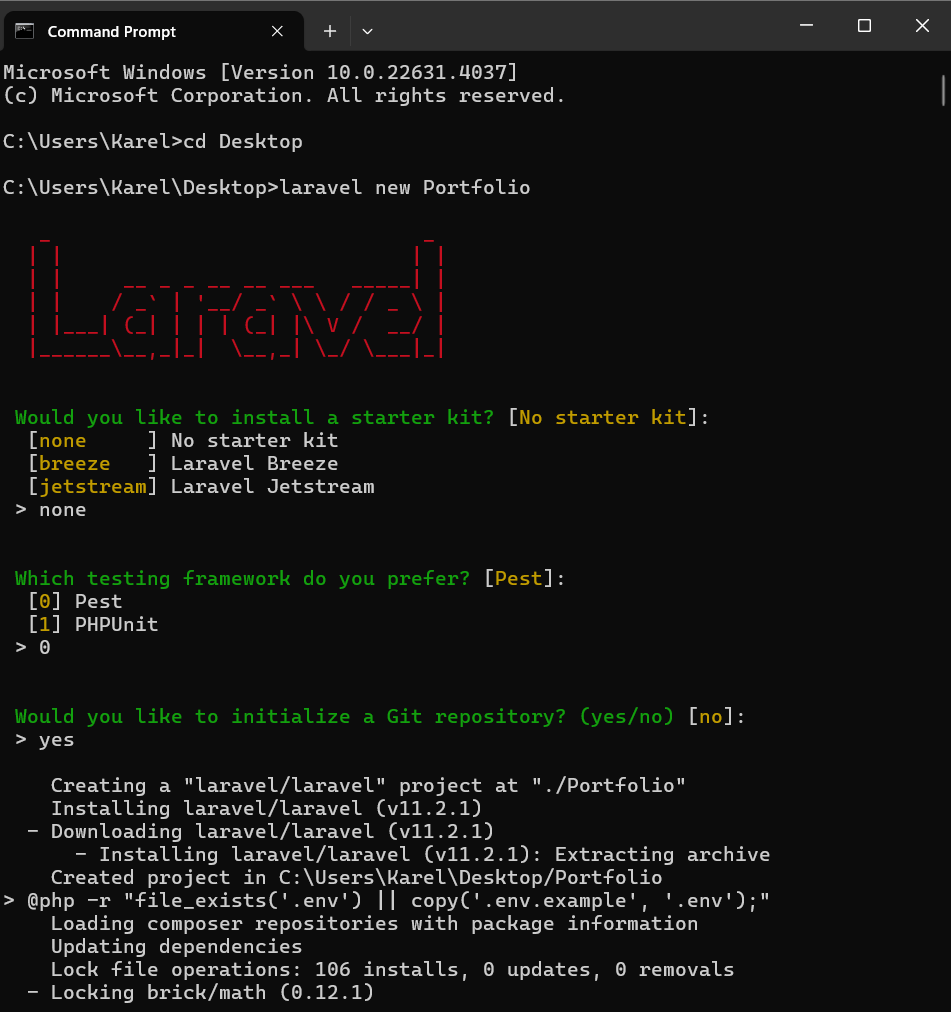 Command Prompt
Microsoft Windows [Version 10.0.22631.4037]
(c) Microsoft Corporation. All rights reserved.
C:\Users\Karel>cd Desktop
C:\Users\Karel\Desktop>laravel new Portfolio
Laravel
Would you like to install a starter kit? [No starter kit]:
[none     ] No starter kit
[breeze   ] Laravel Breeze
[jetstream] Laravel Jetstream
> none
Which testing framework do you prefer? [Pest]:
[0] Pest
[1] PHPUnit
> 0
Would you like to initialize a Git repository? (yes/no) [no]:
> yes
Creating a "laravel/laravel" project at "./Portfolio"
Installing laravel/laravel (v11.2.1)
- Downloading laravel/laravel (v11.2.1)
- Installing laravel/laravel (v11.2.1): Extracting archive
Created project in C:\Users\Karel\Desktop/Portfolio
> @php -r "file_exists('.env') || copy('.env.example', '.env');"
Loading composer repositories with package information
Updating dependencies
Lock file operations: 106 installs, 0 updates, 0 removals
- Locking brick/math (0.12.1)